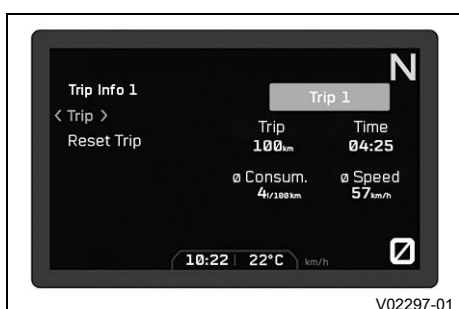 N
Trip Info 1
Trip 1
< Trip >
Trip Time
Reset Trip
100km 04:25
ø Consum. ø Speed
4l/100km 57km/h
10:22 | 22°C km/h
0
V02297-01